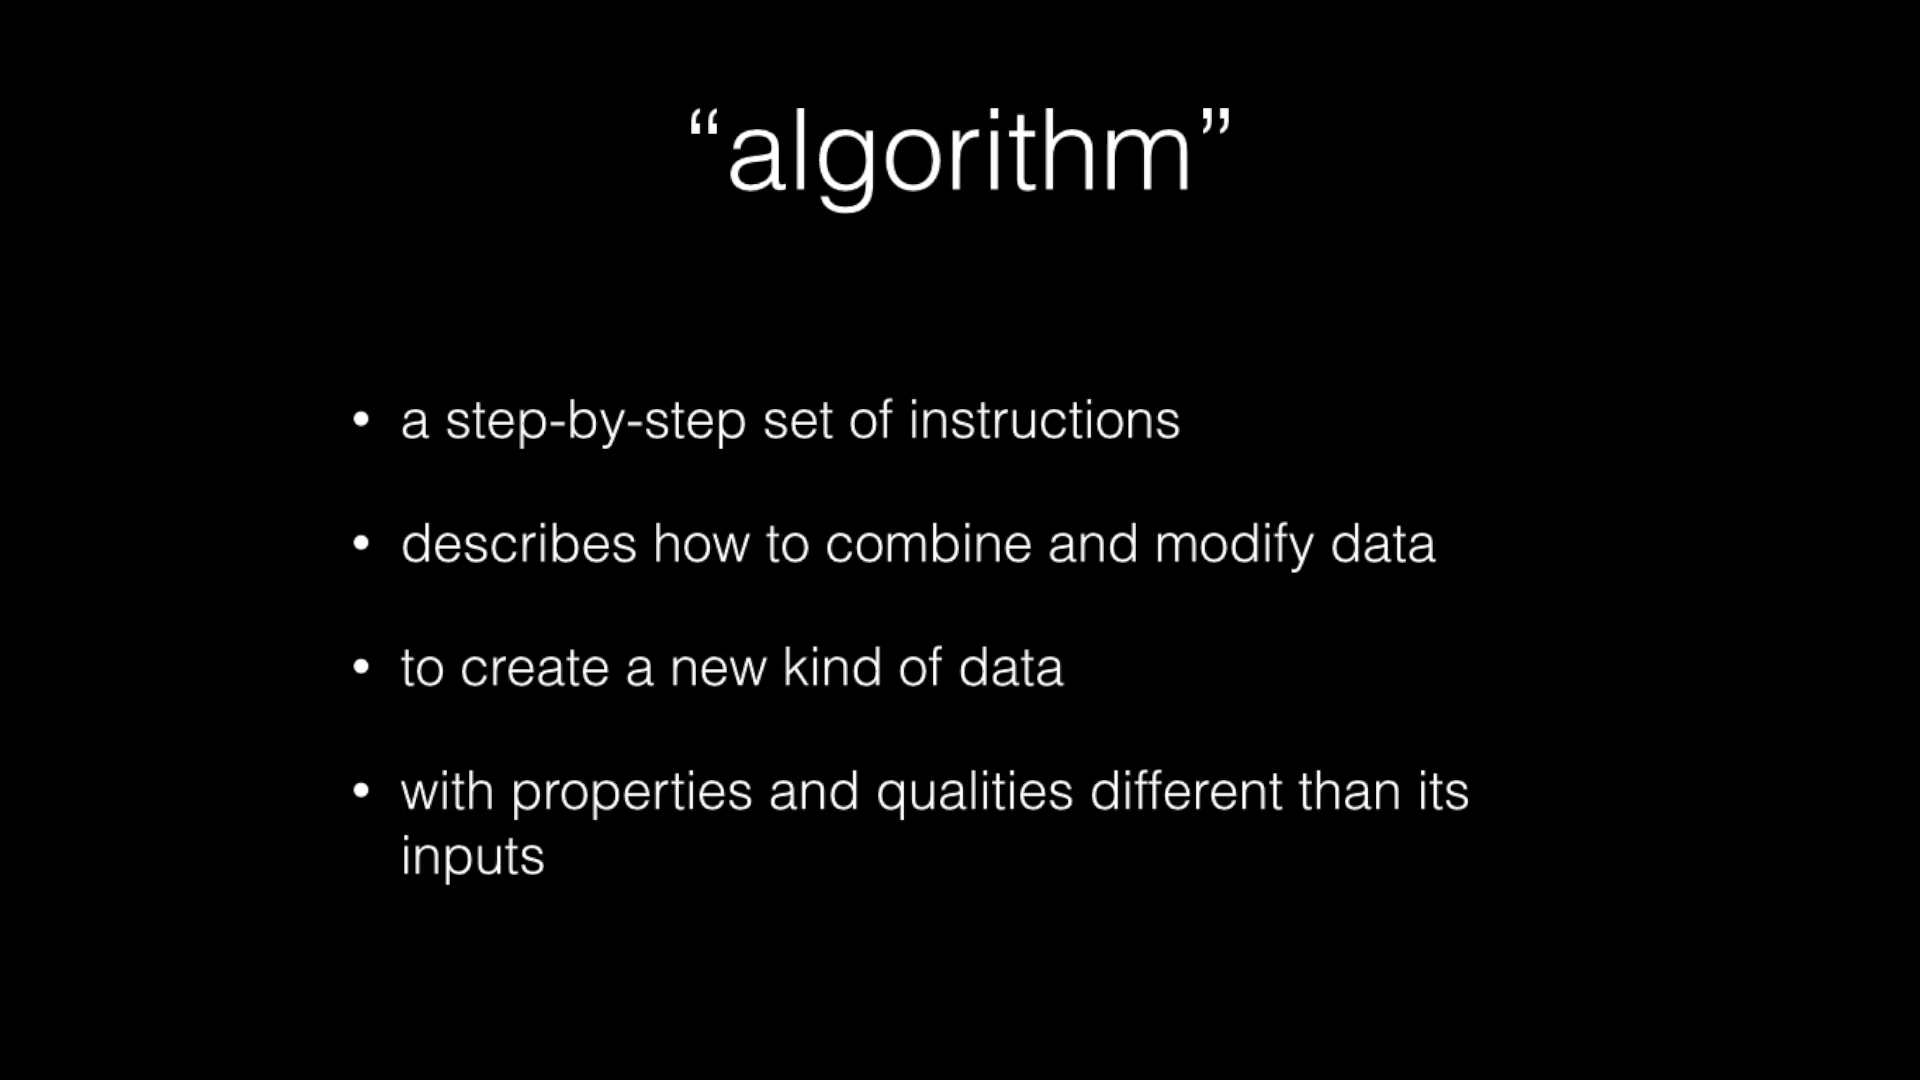 “algorithm”
• a step-by-step set of instructions
• describes how to combine and modify data
• to create a new kind of data
• with properties and qualities different than its
inputs